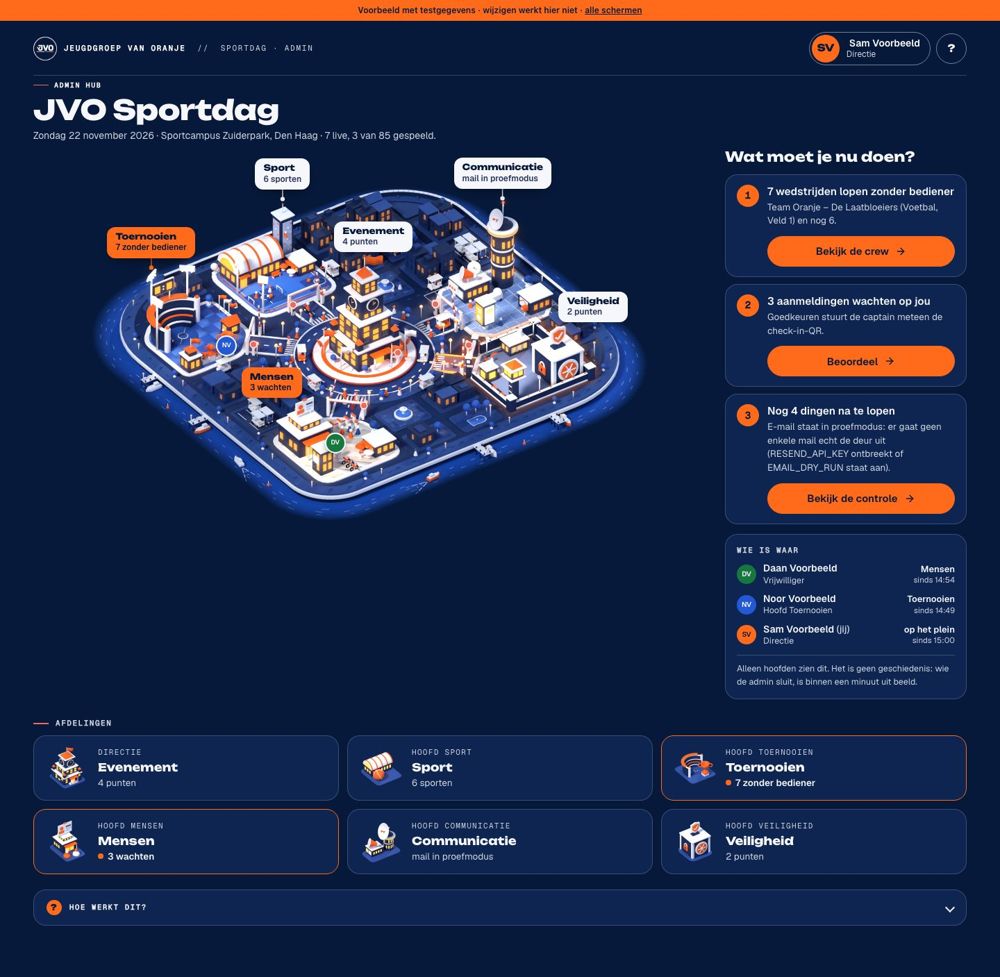 Voorbeeld met testgegevens · wijzigen werkt hier niet · alle schermen
JVO
JEUGDGROEP VAN ORANJE // SPORTDAG · ADMIN
SV
Sam Voorbeeld
Directie
?
ADMIN HUB
JVO Sportdag
Zondag 22 november 2026 · Sportcampus Zuiderpark, Den Haag · 7 live, 3 van 85 gespeeld.
Sport
6 sporten
Communicatie
mail in proefmodus
Toernooien
7 zonder bediener
Evenement
4 punten
Veiligheid
2 punten
NV
Mensen
3 wachten
DV
Wat moet je nu doen?
1
7 wedstrijden lopen zonder bediener
Team Oranje – De Laatbloeiers (Voetbal,
Veld 1) en nog 6.
Bekijk de crew →
2
3 aanmeldingen wachten op jou
Goedkeuren stuurt de captain meteen de
check-in-QR.
Beoordeel →
3
Nog 4 dingen na te lopen
E-mail staat in proefmodus: er gaat geen
enkele mail echt de deur uit
(RESEND_API_KEY ontbreekt of
EMAIL_DRY_RUN staat aan).
Bekijk de controle →
WIE IS WAAR
DV
Daan Voorbeeld
Vrijwilliger
Mensen
sinds 14:54
NV
Noor Voorbeeld
Hoofd Toernooien
Toernooien
sinds 14:49
SV
Sam Voorbeeld (jij)
Directie
op het plein
sinds 15:00
Alleen hoofden zien dit. Het is geen geschiedenis: wie
de admin sluit, is binnen een minuut uit beeld.
AFDELINGEN
DIRECTIE
Evenement
4 punten
HOOFD SPORT
Sport
6 sporten
HOOFD TOERNOOIEN
Toernooien
7 zonder bediener
HOOFD MENSEN
Mensen
3 wachten
HOOFD COMMUNICATIE
Communicatie
mail in proefmodus
HOOFD VEILIGHEID
Veiligheid
2 punten
?
HOE WERKT DIT?